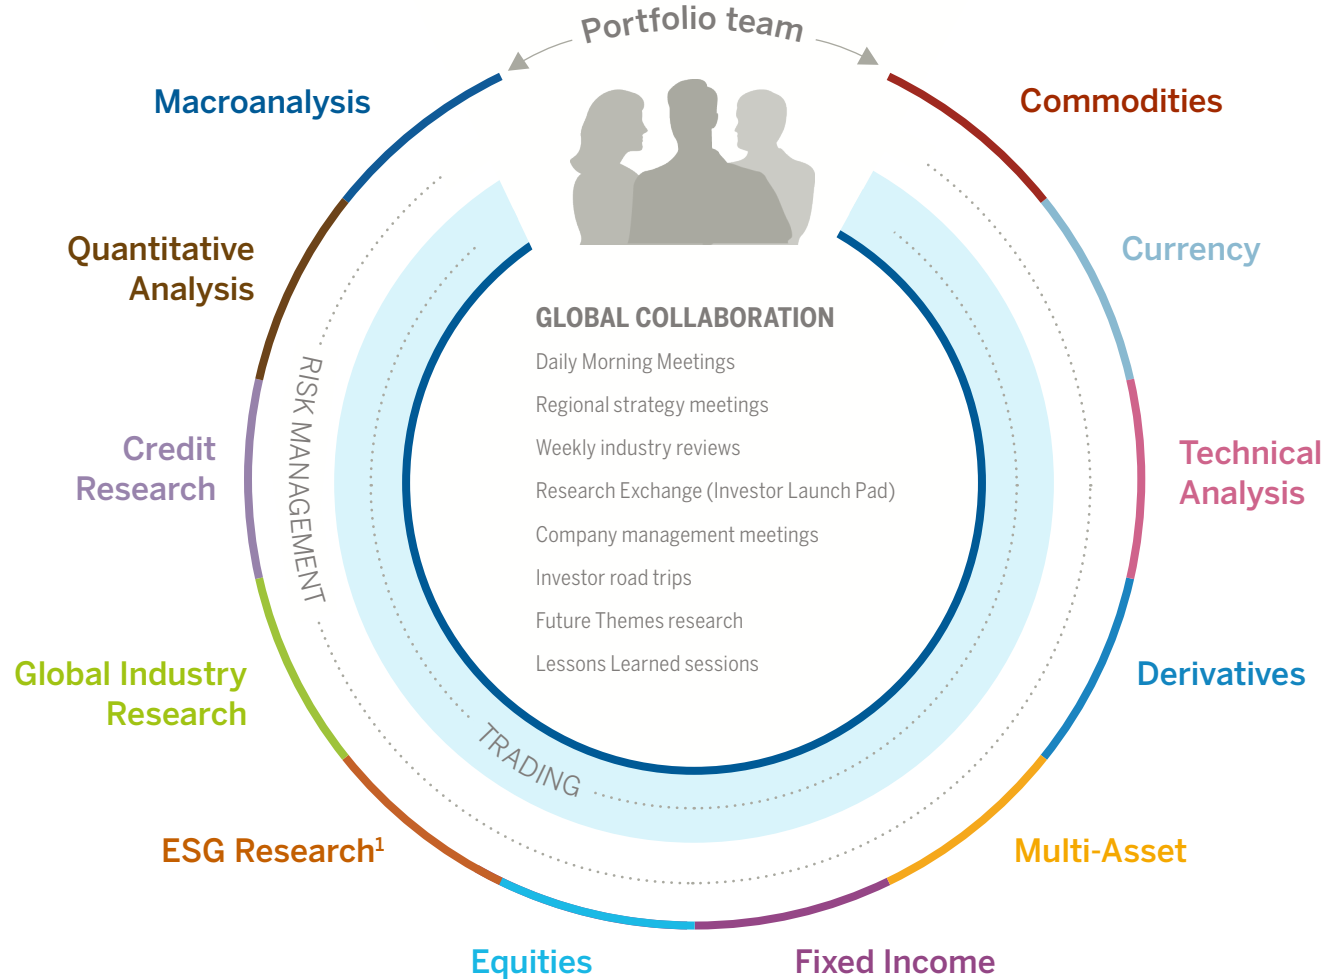 Portfolio team
Macroanalysis
Commodities
Quantitative
Analysis
Currency
Credit
Research
Technical
Analysis
Global Industry
Research
Derivatives
ESG Research¹
Multi-Asset
Equities
Fixed Income
RISK MANAGEMENT
TRADING
GLOBAL COLLABORATION
Daily Morning Meetings
Regional strategy meetings
Weekly industry reviews
Research Exchange (Investor Launch Pad)
Company management meetings
Investor road trips
Future Themes research
Lessons Learned sessions